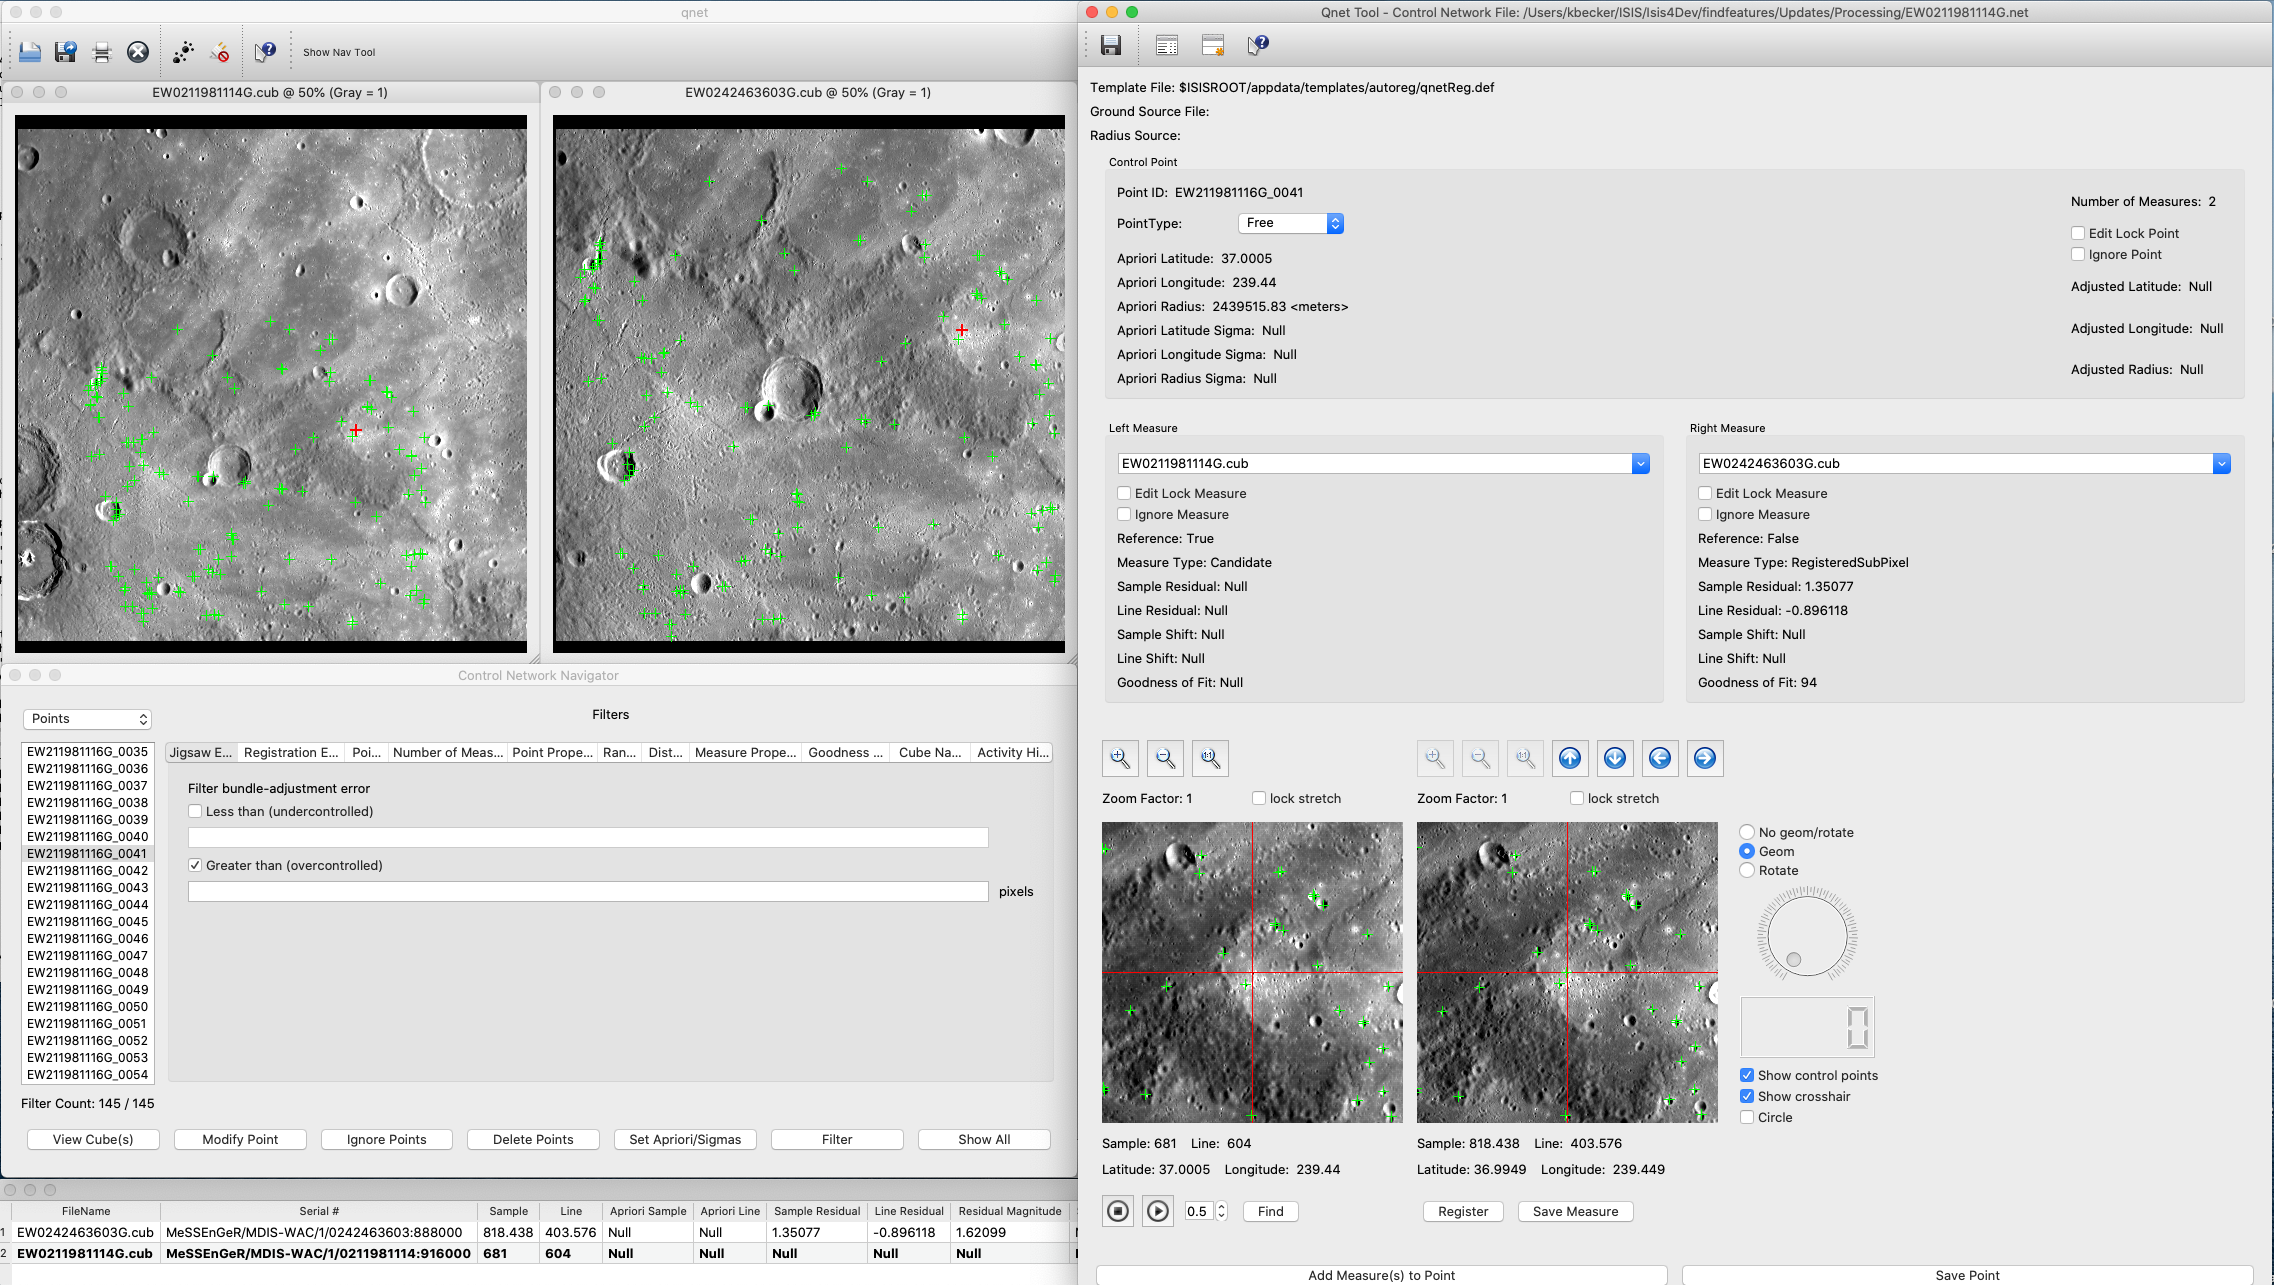 qnet
Show Nav Tool
EW0211981114G.cub @ 50% (Gray = 1)
EW0242463603G.cub @ 50% (Gray = 1)
Control Network Navigator
Points
Filters
EW211981116G_0035
EW211981116G_0036
EW211981116G_0037
EW211981116G_0038
EW211981116G_0039
EW211981116G_0040
EW211981116G_0041
EW211981116G_0042
EW211981116G_0043
EW211981116G_0044
EW211981116G_0045
EW211981116G_0046
EW211981116G_0047
EW211981116G_0048
EW211981116G_0049
EW211981116G_0050
EW211981116G_0051
EW211981116G_0052
EW211981116G_0053
EW211981116G_0054
Jigsaw E... Registration E... Poi... Number of Meas... Point Prope... Ran... Dist... Measure Prope... Goodness ... Cube Na... Activity Hi...
Filter bundle-adjustment error
Less than (undercontrolled)
Greater than (overcontrolled)
pixels
Filter Count: 145 / 145
View Cube(s) Modify Point Ignore Points Delete Points Set Apriori/Sigmas Filter Show All
FileName Serial # Sample Line Apriori Sample Apriori Line Sample Residual Line Residual Residual Magnitude
1 EW0242463603G.cub MeSSEnGeR/MDIS-WAC/1/0242463603:888000 818.438 403.576 Null Null 1.35077 -0.896118 1.62099
2 EW0211981114G.cub MeSSEnGeR/MDIS-WAC/1/0211981114:916000 681 604 Null Null Null Null Null
Qnet Tool - Control Network File: /Users/kbecker/ISIS/Isis4Dev/findfeatures/Updates/Processing/EW0211981114G.net
Template File: $ISISROOT/appdata/templates/autoreg/qnetReg.def
Ground Source File:
Radius Source:
Control Point
Point ID: EW211981116G_0041
PointType: Free
Apriori Latitude: 37.0005
Apriori Longitude: 239.44
Apriori Radius: 2439515.83 <meters>
Apriori Latitude Sigma: Null
Apriori Longitude Sigma: Null
Apriori Radius Sigma: Null
Number of Measures: 2
Edit Lock Point
Ignore Point
Adjusted Latitude: Null
Adjusted Longitude: Null
Adjusted Radius: Null
Left Measure
EW0211981114G.cub
Edit Lock Measure
Ignore Measure
Reference: True
Measure Type: Candidate
Sample Residual: Null
Line Residual: Null
Sample Shift: Null
Line Shift: Null
Goodness of Fit: Null
Right Measure
EW0242463603G.cub
Edit Lock Measure
Ignore Measure
Reference: False
Measure Type: RegisteredSubPixel
Sample Residual: 1.35077
Line Residual: -0.896118
Sample Shift: Null
Line Shift: Null
Goodness of Fit: 94
Zoom Factor: 1 lock stretch
Zoom Factor: 1 lock stretch
No geom/rotate
Geom
Rotate
0
Show control points
Show crosshair
Circle
Sample: 681 Line: 604
Latitude: 37.0005 Longitude: 239.44
Sample: 818.438 Line: 403.576
Latitude: 36.9949 Longitude: 239.449
0.5 Find
Register Save Measure
Add Measure(s) to Point
Save Point